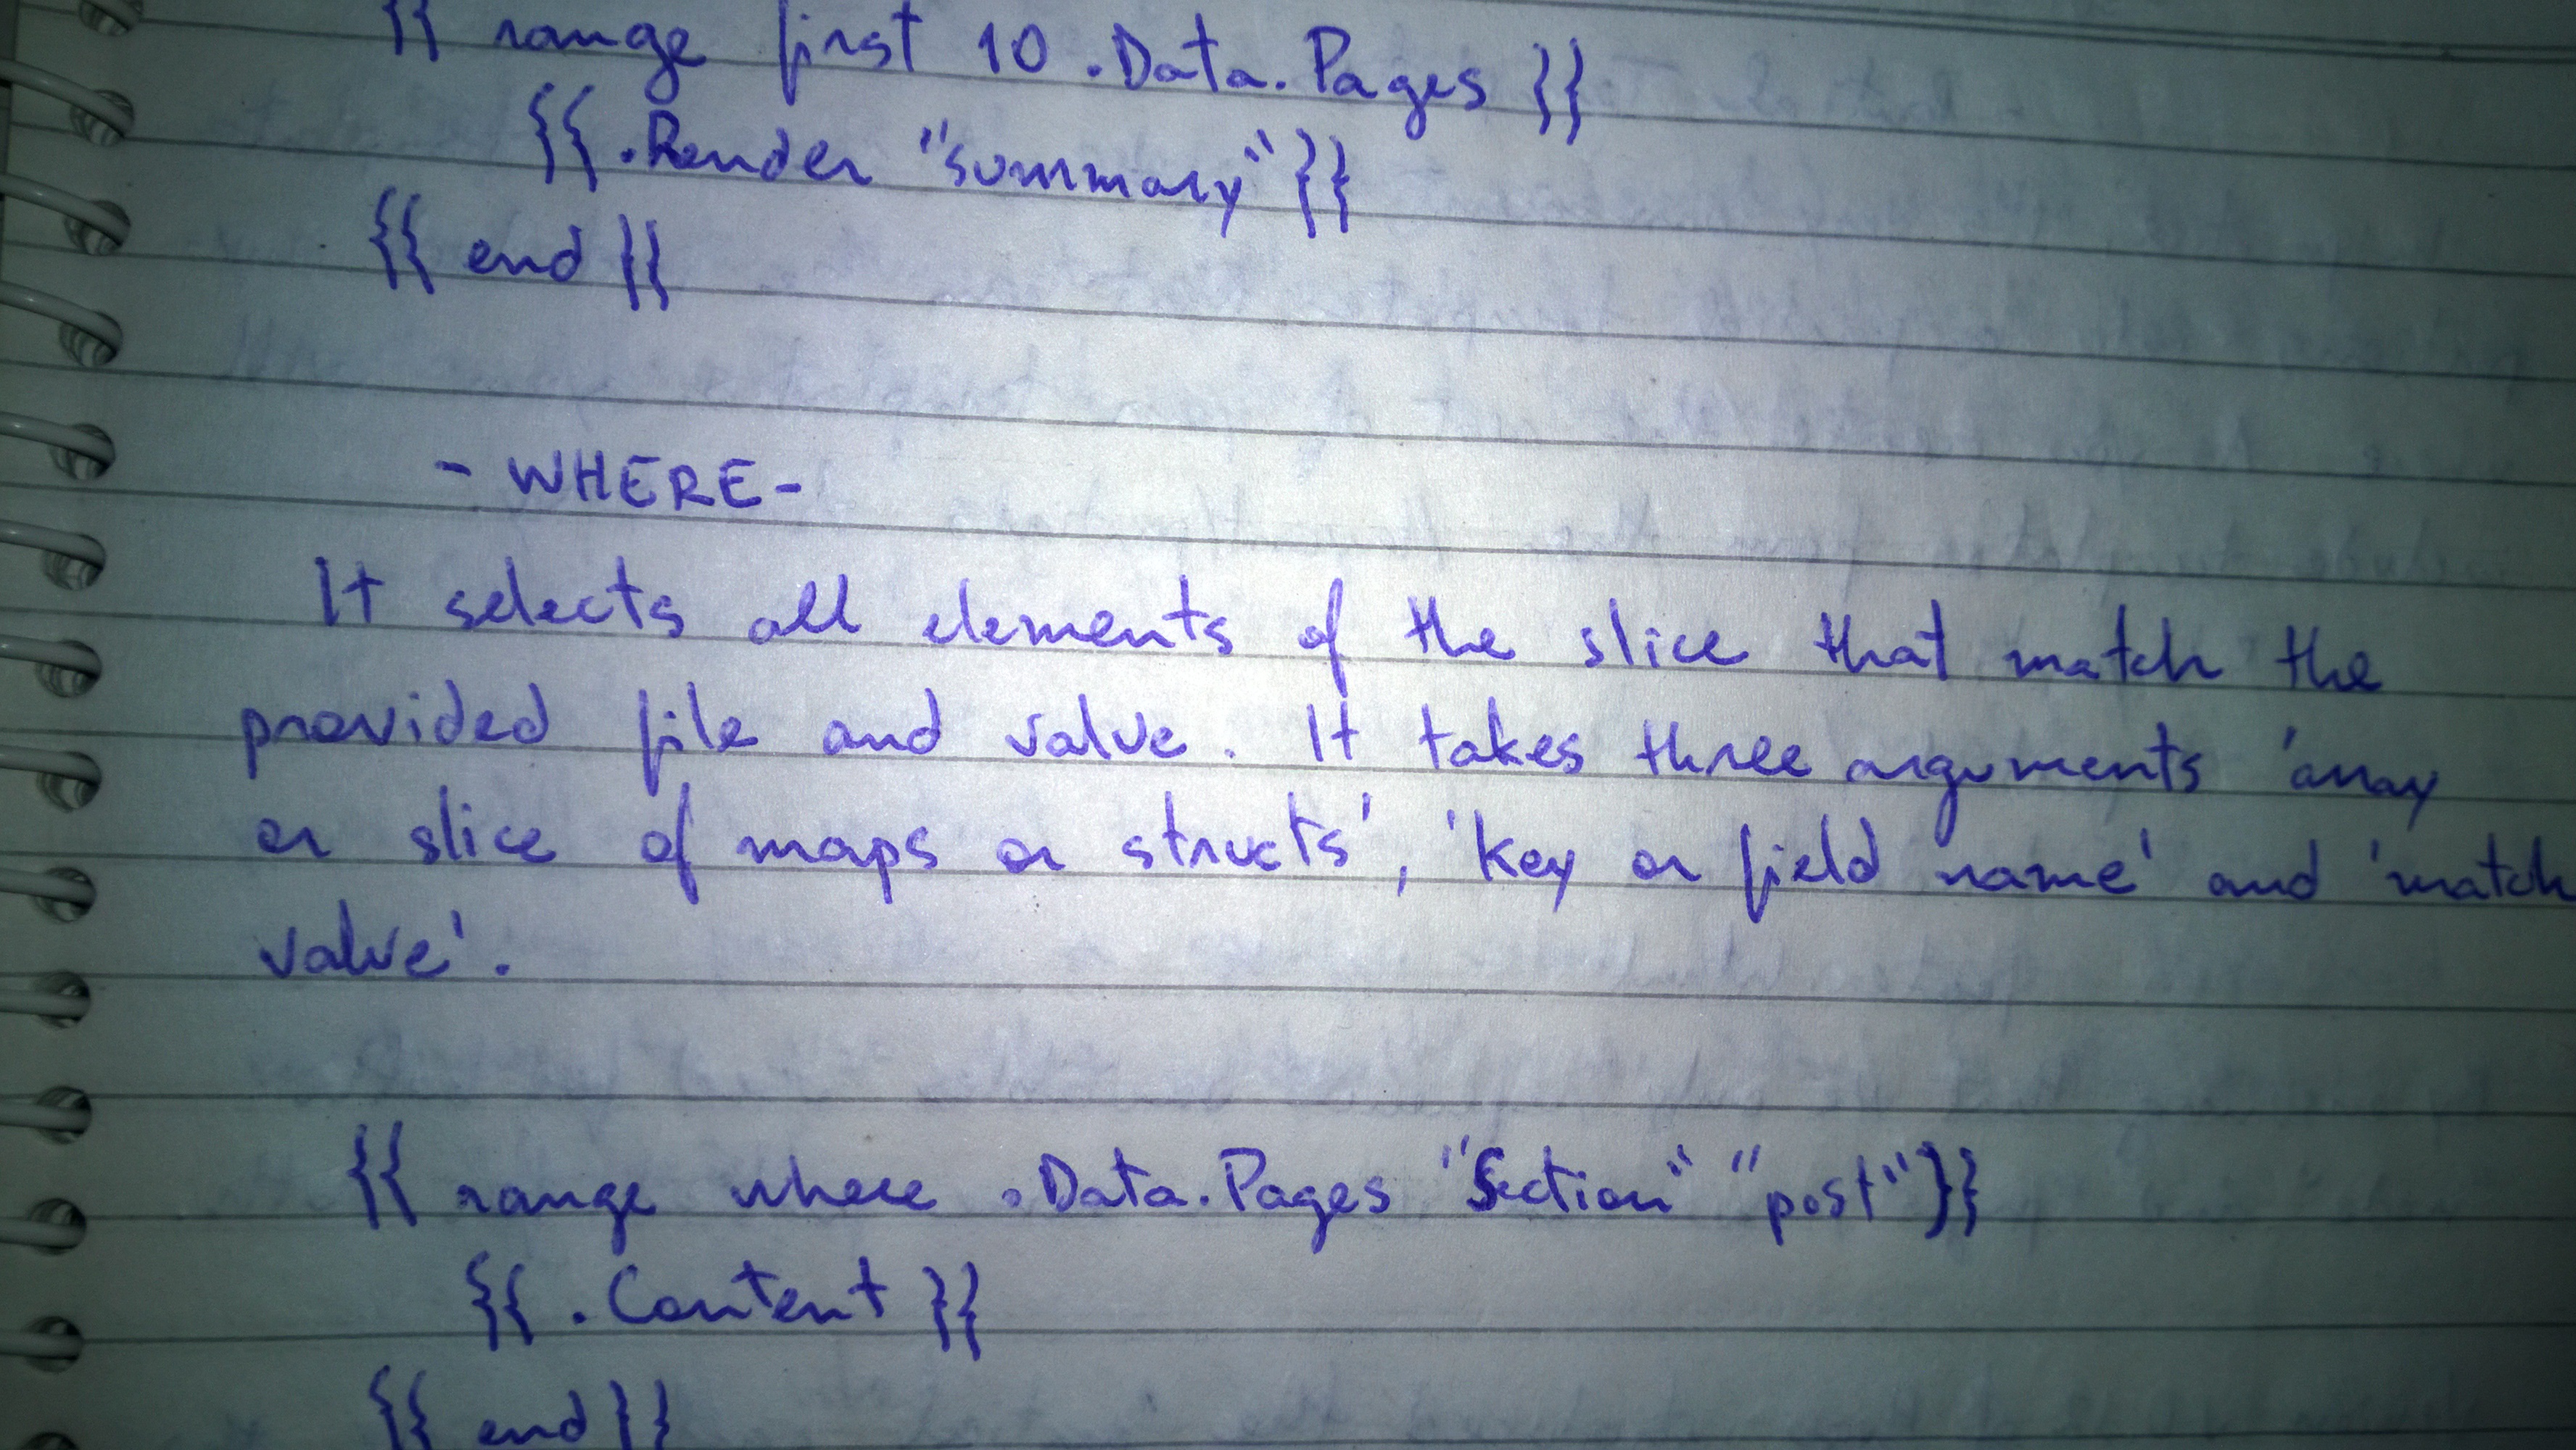 {{ range first 10 .Data.Pages }}
{{ .Render "summary" }}
{{ end }}
- WHERE -
It selects all elements of the slice that match the
provided file and value. It takes three arguments 'array
or slice of maps or structs', 'key or field name' and 'match
value'.
{{ range where .Data.Pages "Section" "post" }}
{{ .Content }}
{{ end }}